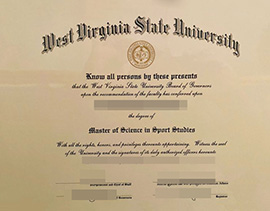 West Virginia State University
Know all persons by these presents
that the West Virginia State University Board of Governors
upon the recommendation of the faculty has conferred upon
the degree of
Master of Science in Sport Studies
With all the rights, honors, and privileges thereunto appertaining. Witness the seal
of the University and the signatures of its duly authorized officers hereunto